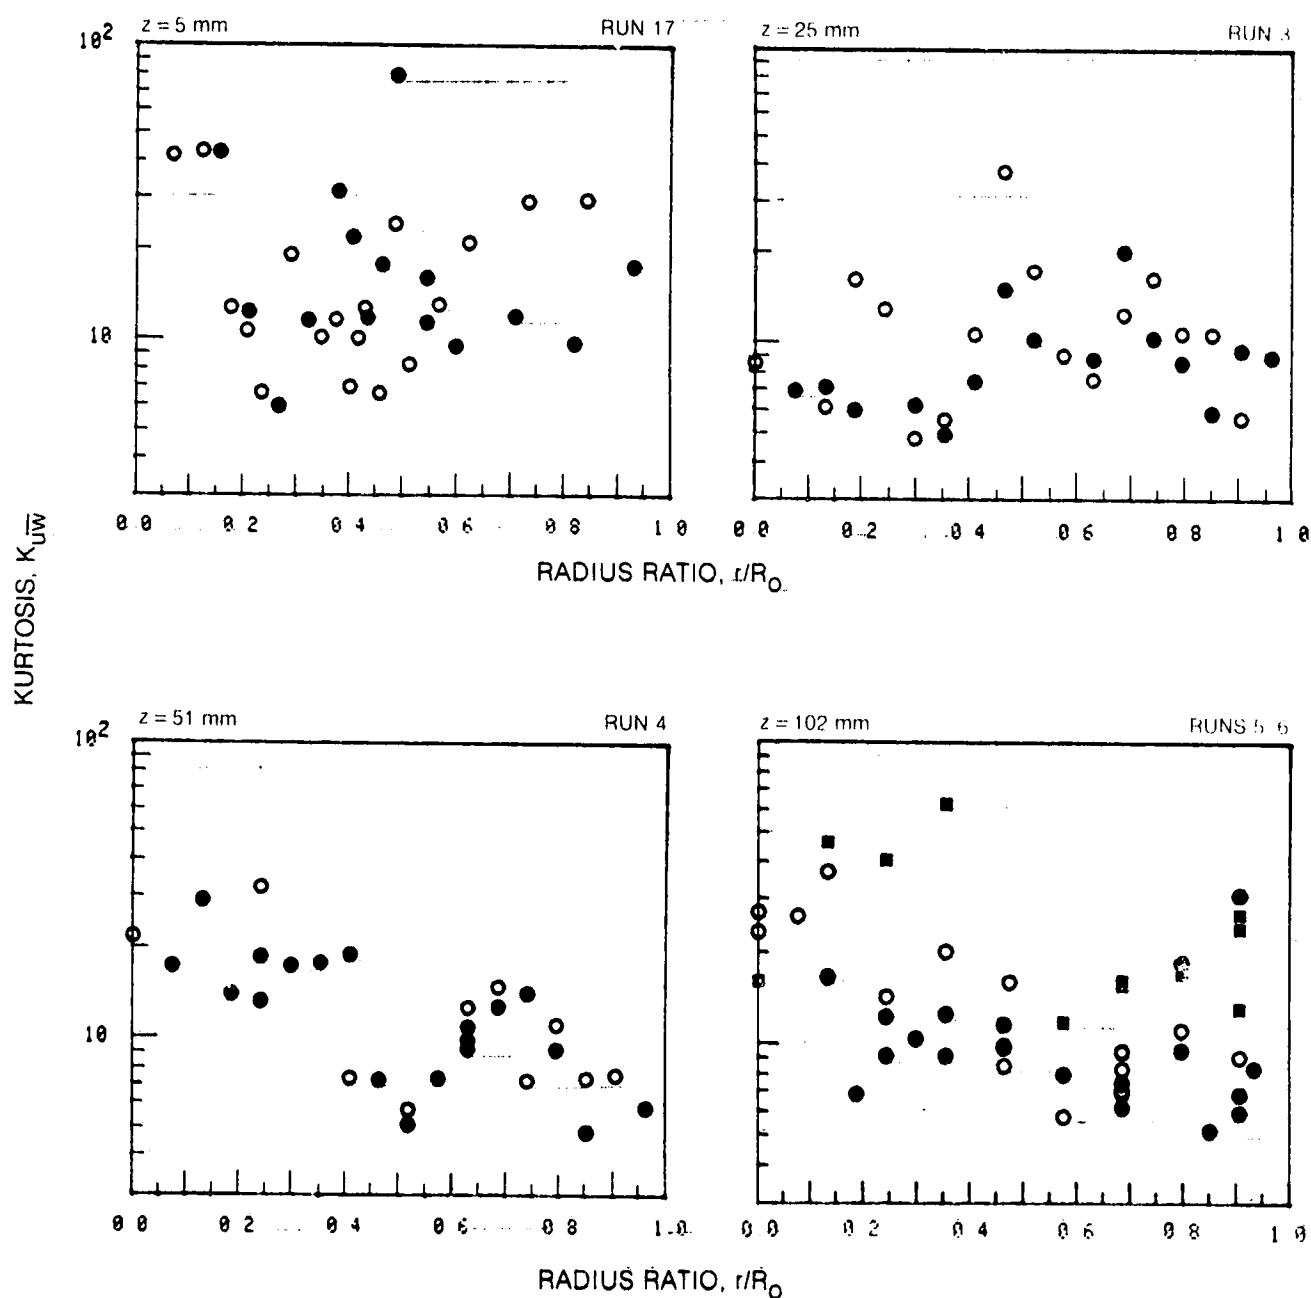 z = 5 mm RUN 17
z = 25 mm RUN 3
10²
10
0.0 0.2 0.4 0.6 0.8 1.0
0.0 0.2 0.4 0.6 0.8 1.0
RADIUS RATIO, r/R₀
KURTOSIS, K_u̅w̅
z = 51 mm RUN 4
z = 102 mm RUNS 5 6
10²
10
0.0 0.2 0.4 0.6 0.8 1.0
0.0 0.2 0.4 0.6 0.8 1.0
RADIUS RATIO, r/R₀